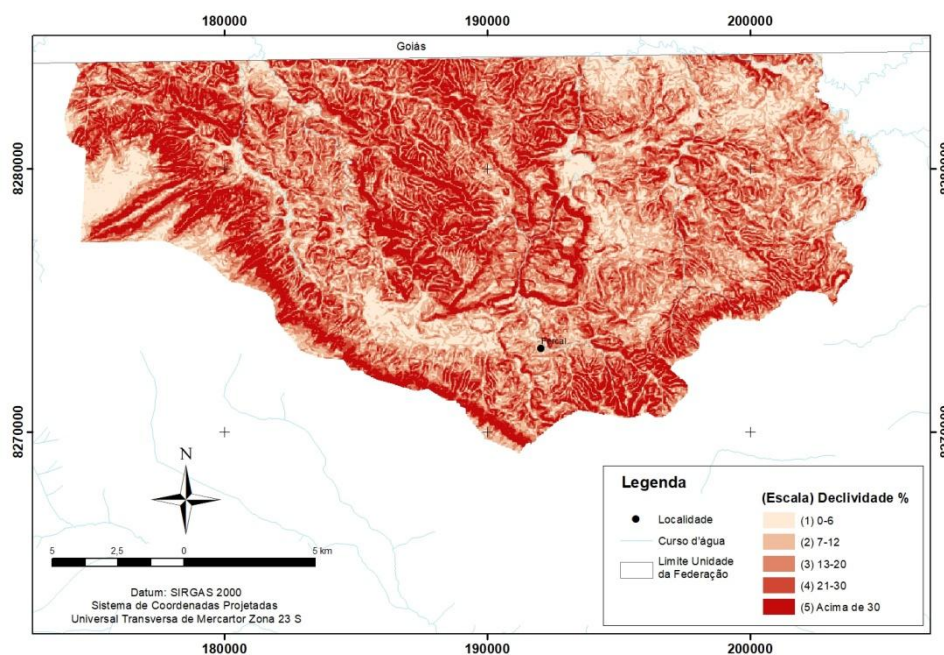 180000
190000
200000
Goiás
8280000
8280000
Fercal
8270000
8270000
N
5
2,5
0
5 km
Datum: SIRGAS 2000
Sistema de Coordenadas Projetadas
Universal Transversa de Mercartor Zona 23 S
Legenda
Localidade
Curso d'água
Limite Unidade
da Federação
(Escala) Declividade %
(1) 0-6
(2) 7-12
(3) 13-20
(4) 21-30
(5) Acima de 30
180000
190000
200000